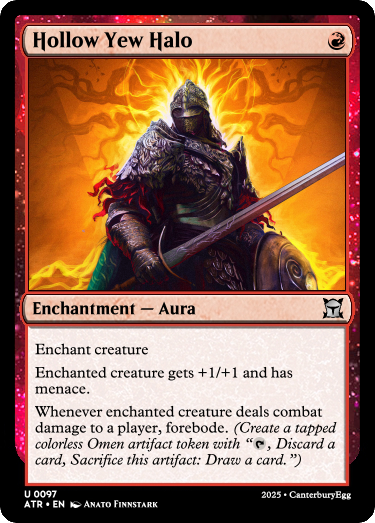 Hollow Yew Halo
Enchantment — Aura
Enchant creature
Enchanted creature gets +1/+1 and has
menace.
Whenever enchanted creature deals combat
damage to a player, forebode. (Create a tapped
colorless Omen artifact token with “, Discard a
card, Sacrifice this artifact: Draw a card.”)
U 0097
ATR • EN Anato Finnstark
2025 • CanterburyEgg